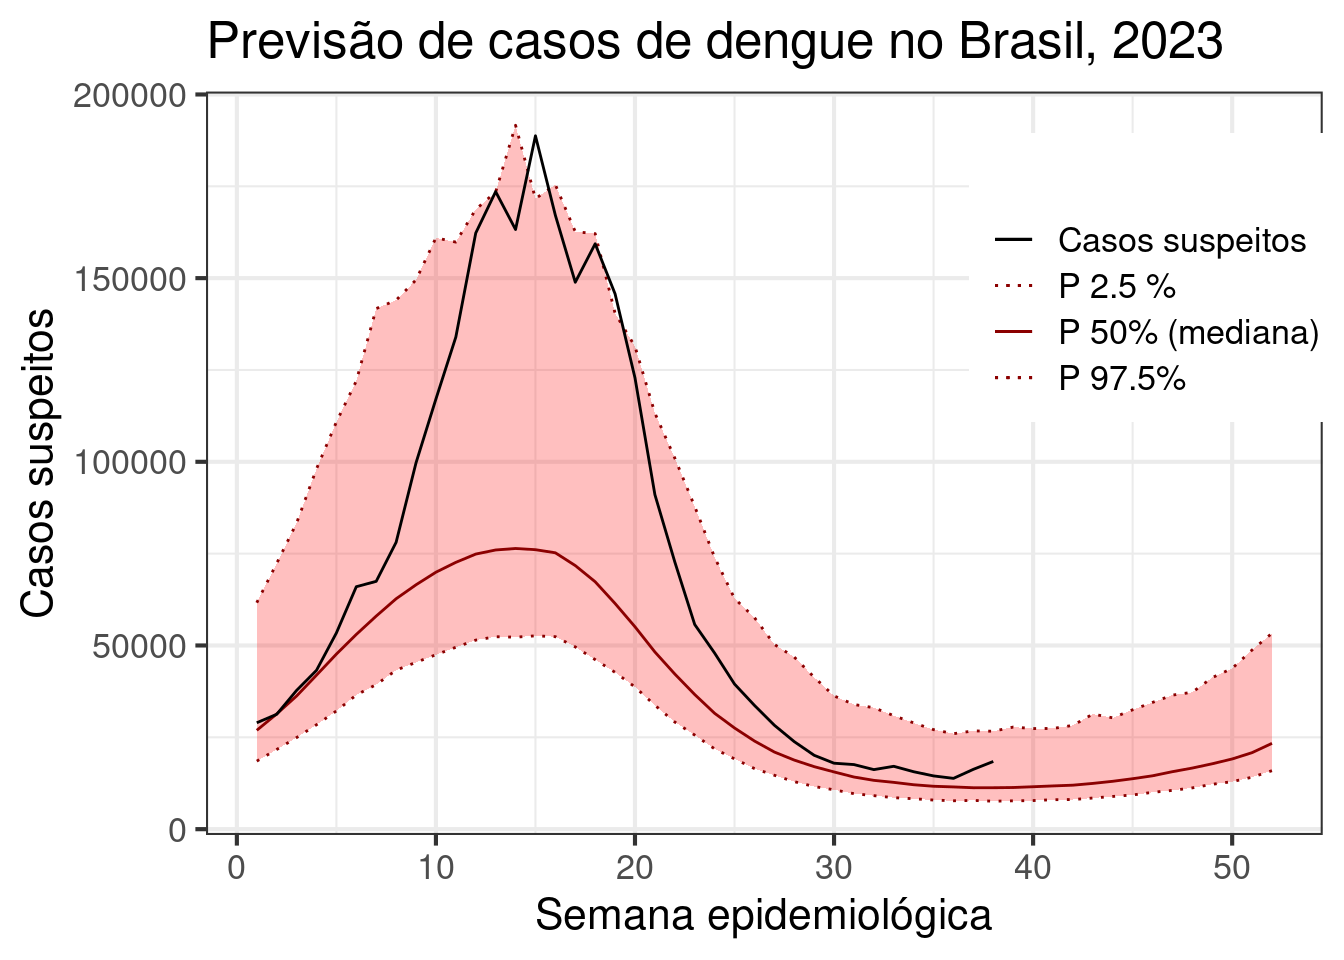 Previsão de casos de dengue no Brasil, 2023
200000
150000
100000
50000
0
Casos suspeitos
Casos suspeitos
P 2.5 %
P 50% (mediana)
P 97.5%
0 10 20 30 40 50
Semana epidemiológica